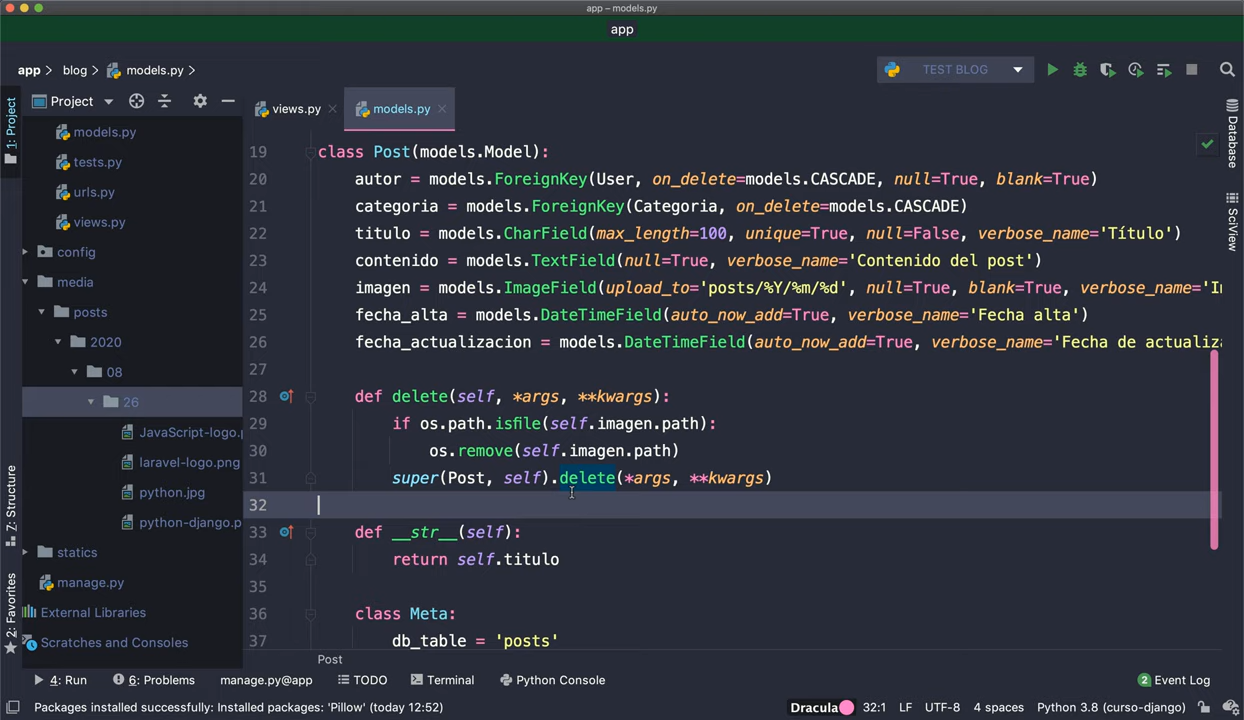 app – models.py
app
app
blog
models.py
TEST BLOG
1: Project
Project
views.py
models.py
Database
SciView
models.py
tests.py
urls.py
views.py
config
media
posts
2020
08
26
JavaScript-logo.p
laravel-logo.png
python.jpg
python-django.p
statics
manage.py
External Libraries
Scratches and Consoles
7: Structure
2: Favorites
19 class Post(models.Model):
20 autor = models.ForeignKey(User, on_delete=models.CASCADE, null=True, blank=True)
21 categoria = models.ForeignKey(Categoria, on_delete=models.CASCADE)
22 titulo = models.CharField(max_length=100, unique=True, null=False, verbose_name='Título')
23 contenido = models.TextField(null=True, verbose_name='Contenido del post')
24 imagen = models.ImageField(upload_to='posts/%Y/%m/%d', null=True, blank=True, verbose_name='I
25 fecha_alta = models.DateTimeField(auto_now_add=True, verbose_name='Fecha alta')
26 fecha_actualizacion = models.DateTimeField(auto_now_add=True, verbose_name='Fecha de actualiz
27
28 def delete(self, *args, **kwargs):
29 if os.path.isfile(self.imagen.path):
30 os.remove(self.imagen.path)
31 super(Post, self).delete(*args, **kwargs)
32
33 def __str__(self):
34 return self.titulo
35
36 class Meta:
37 db_table = 'posts'
Post
4: Run
6: Problems
manage.py@app
TODO
Terminal
Python Console
2 Event Log
Packages installed successfully: Installed packages: 'Pillow' (today 12:52)
Dracula
32:1
LF
UTF-8
4 spaces
Python 3.8 (curso-django)